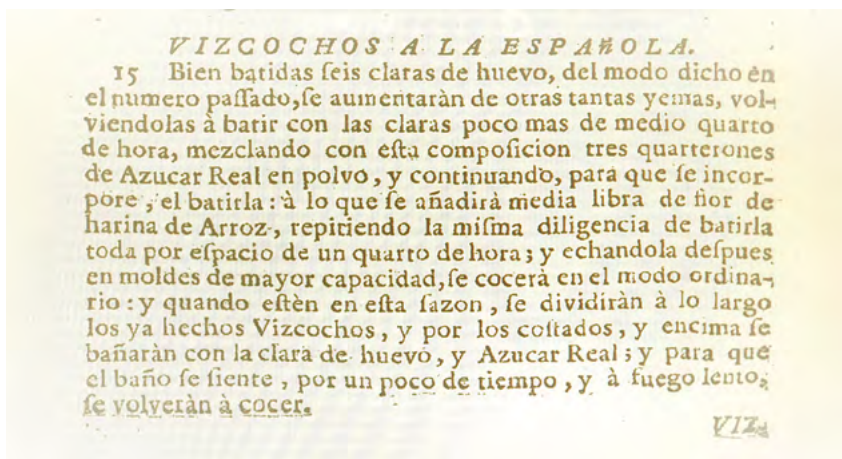 VIZCOCHOS A LA ESPAÑOLA.
15 Bien batidas ſeis claras de huevo, del modo dicho en
el numero paſſado, ſe aumentaràn de otras tantas yemas, vol-
viendolas à batir con las claras poco mas de medio quarto
de hora, mezclando con eſta compoſicion tres quarterones
de Azucar Real en polvo, y continuando, para que ſe incor-
pore, el batirla: à lo que ſe añadirà media libra de flor de
harina de Arroz, repitiendo la miſma diligencia de batirla
toda por eſpacio de un quarto de hora; y echandola deſpues
en moldes de mayor capacidad, ſe cocerà en el modo ordina-
rio: y quando eſtèn en eſta ſazon, ſe dividiràn à lo largo
los ya hechos Vizcochos, y por los coſtados, y encima ſe
bañaràn con la clara de huevo, y Azucar Real; y para que
el baño ſe ſiente, por un poco de tiempo, y à fuego lento,
ſe volveràn à cocer.
VIZ-